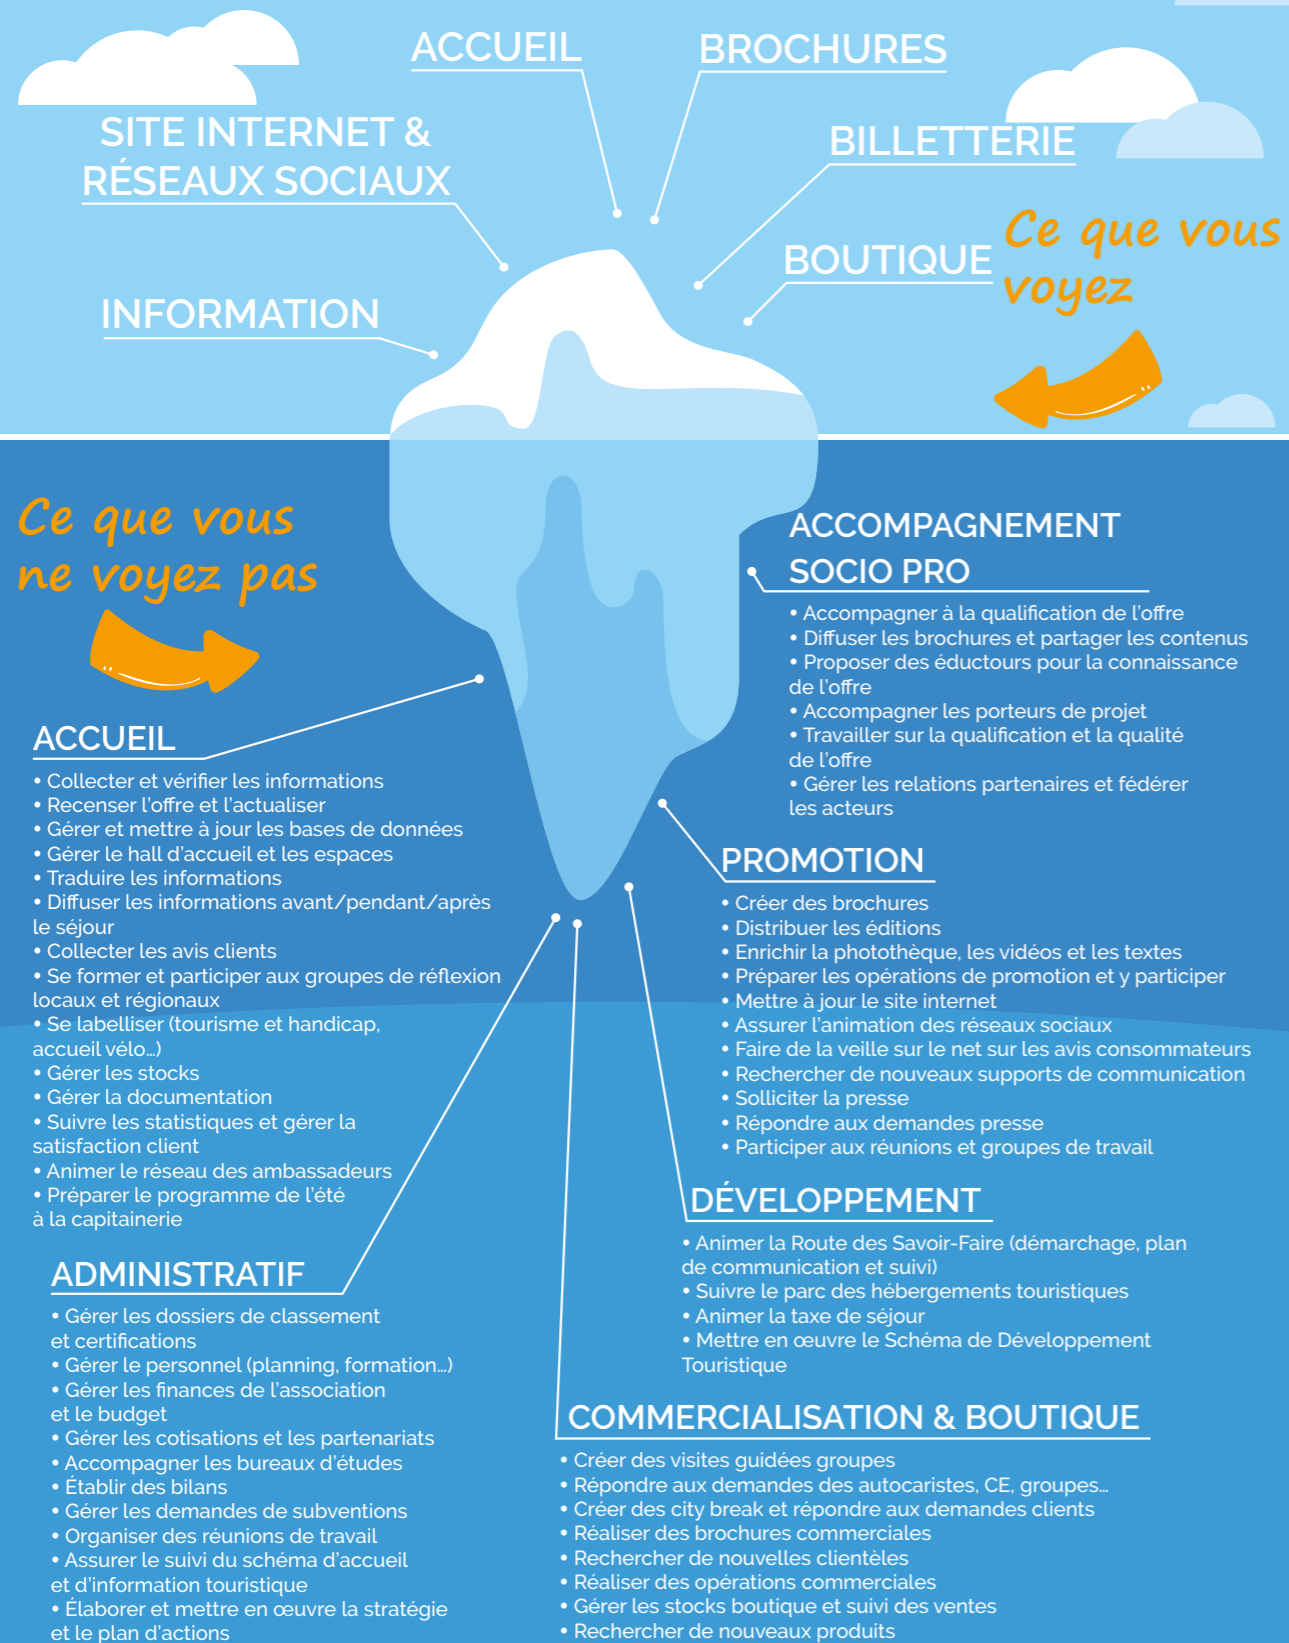 ACCUEIL
BROCHURES
SITE INTERNET &
RÉSEAUX SOCIAUX
BILLETTERIE
BOUTIQUE
Ce que vous
voyez
INFORMATION
Ce que vous
ne voyez pas
ACCOMPAGNEMENT
SOCIO PRO
• Accompagner à la qualification de l'offre
• Diffuser les brochures et partager les contenus
• Proposer des éductours pour la connaissance
de l'offre
• Accompagner les porteurs de projet
• Travailler sur la qualification et la qualité
de l'offre
• Gérer les relations partenaires et fédérer
les acteurs
ACCUEIL
• Collecter et vérifier les informations
• Recenser l'offre et l'actualiser
• Gérer et mettre à jour les bases de données
• Gérer le hall d'accueil et les espaces
• Traduire les informations
• Diffuser les informations avant/pendant/après
le séjour
• Collecter les avis clients
• Se former et participer aux groupes de réflexion
locaux et régionaux
• Se labelliser (tourisme et handicap,
accueil vélo…)
• Gérer les stocks
• Gérer la documentation
• Suivre les statistiques et gérer la
satisfaction client
• Animer le réseau des ambassadeurs
• Préparer le programme de l'été
à la capitainerie
PROMOTION
• Créer des brochures
• Distribuer les éditions
• Enrichir la photothèque, les vidéos et les textes
• Préparer les opérations de promotion et y participer
• Mettre à jour le site internet
• Assurer l'animation des réseaux sociaux
• Faire de la veille sur le net sur les avis consommateurs
• Rechercher de nouveaux supports de communication
• Solliciter la presse
• Répondre aux demandes presse
• Participer aux réunions et groupes de travail
DÉVELOPPEMENT
• Animer la Route des Savoir-Faire (démarchage, plan
de communication et suivi)
• Suivre le parc des hébergements touristiques
• Animer la taxe de séjour
• Mettre en œuvre le Schéma de Développement
Touristique
ADMINISTRATIF
• Gérer les dossiers de classement
et certifications
• Gérer le personnel (planning, formation…)
• Gérer les finances de l'association
et le budget
• Gérer les cotisations et les partenariats
• Accompagner les bureaux d'études
• Établir des bilans
• Gérer les demandes de subventions
• Organiser des réunions de travail
• Assurer le suivi du schéma d'accueil
et d'information touristique
• Élaborer et mettre en œuvre la stratégie
et le plan d'actions
COMMERCIALISATION & BOUTIQUE
• Créer des visites guidées groupes
• Répondre aux demandes des autocaristes, CE, groupes…
• Créer des city break et répondre aux demandes clients
• Réaliser des brochures commerciales
• Rechercher de nouvelles clientèles
• Réaliser des opérations commerciales
• Gérer les stocks boutique et suivi des ventes
• Rechercher de nouveaux produits